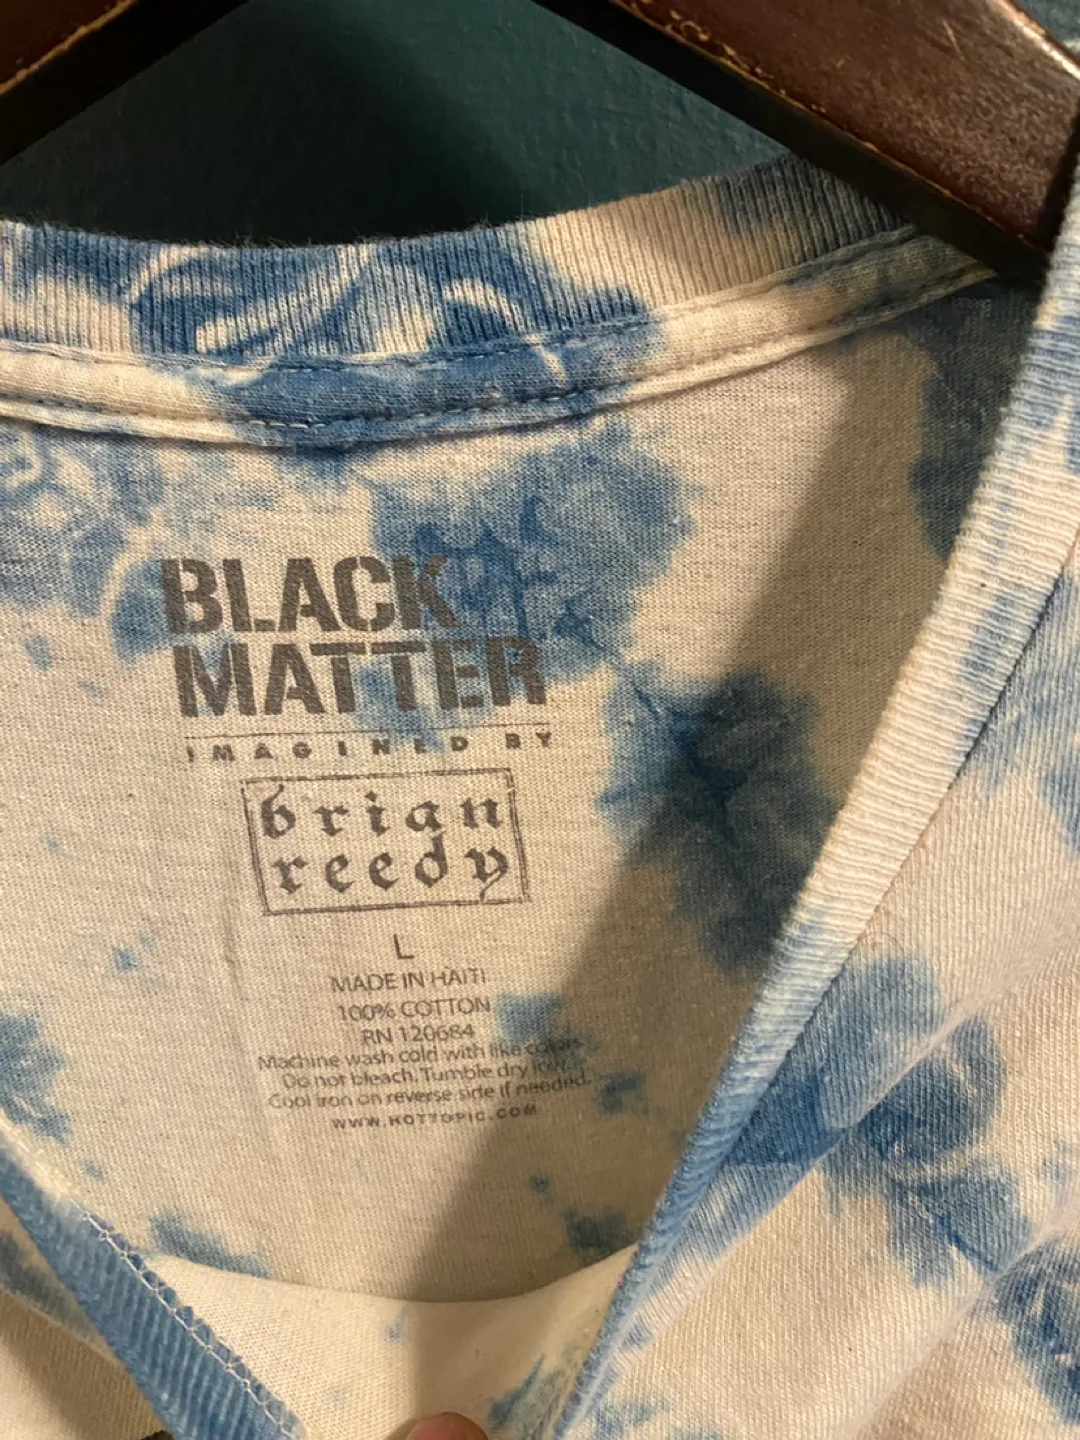 BLACK
MATTER
IMAGINED BY
brian
reedy
L
MADE IN HAITI
100% COTTON
RN 120684
Machine wash cold with like colors.
Do not bleach. Tumble dry low.
Cool iron on reverse side if needed.
WWW.HOTTOPIC.COM